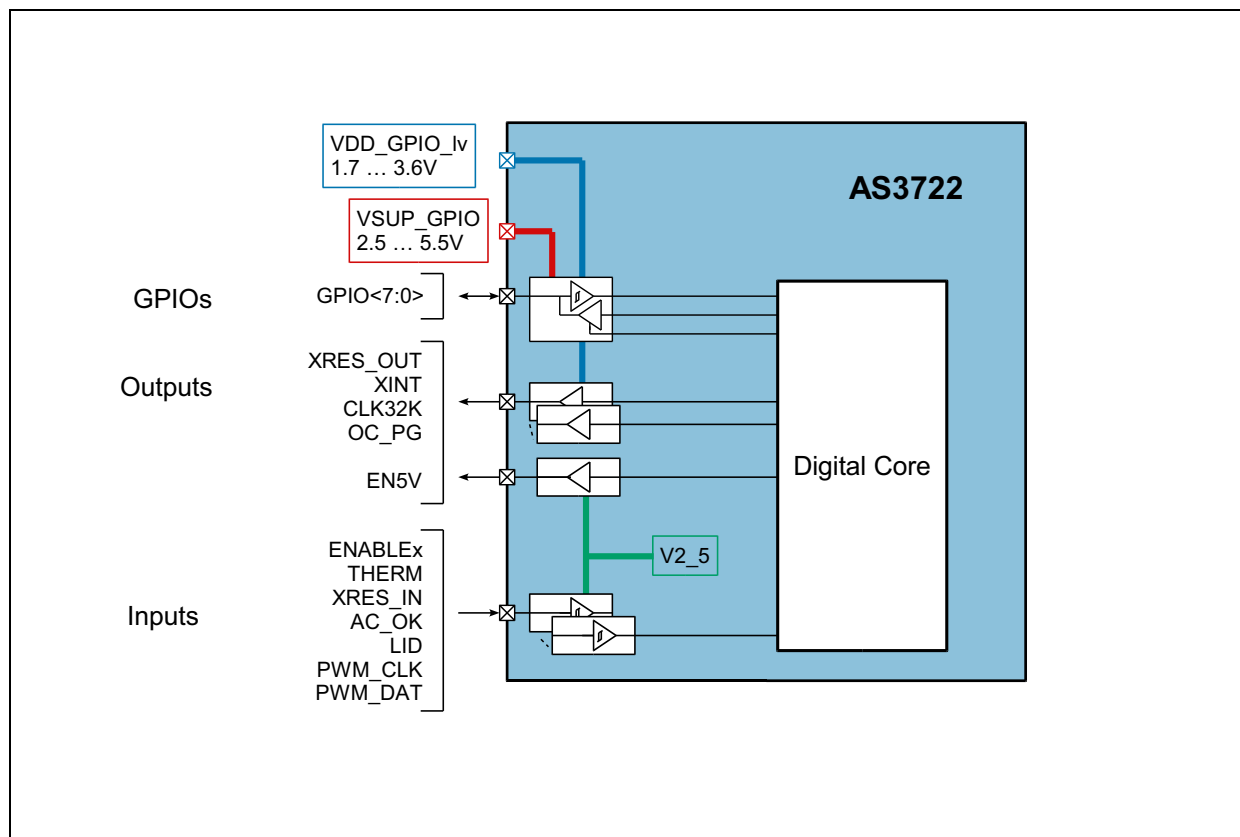 VDD_GPIO_lv
1.7 … 3.6V
AS3722
VSUP_GPIO
2.5 … 5.5V
GPIOs
GPIO<7:0>
Outputs
XRES_OUT
XINT
CLK32K
OC_PG
EN5V
Digital Core
V2_5
Inputs
ENABLEx
THERM
XRES_IN
AC_OK
LID
PWM_CLK
PWM_DAT